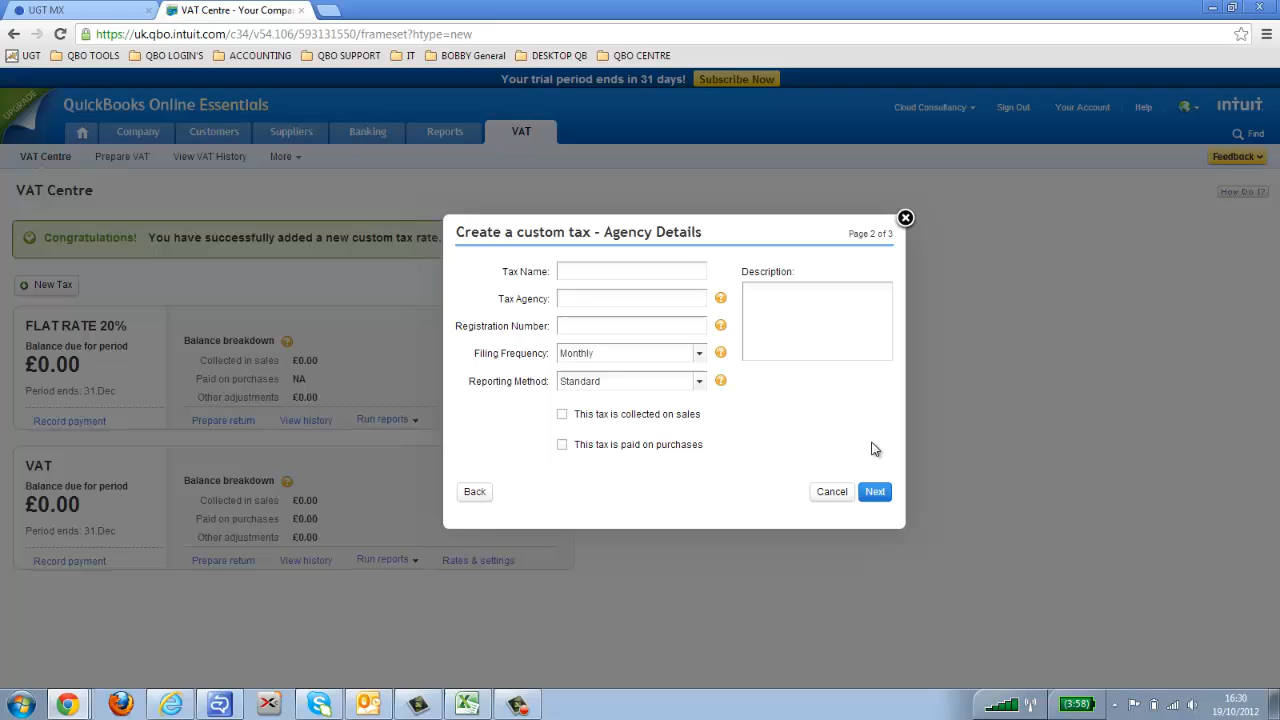 UGT MX
VAT Centre - Your Compa
https://uk.qbo.intuit.com/c34/v54.106/593131550/frameset?htype=new
UGT QBO TOOLS QBO LOGIN'S ACCOUNTING QBO SUPPORT IT BOBBY General DESKTOP QB QBO CENTRE
Your trial period ends in 31 days! Subscribe Now
UPGRADE
QuickBooks Online Essentials
Cloud Consultancy Sign Out Your Account Help intuit
Company Customers Suppliers Banking Reports VAT
Find
VAT Centre Prepare VAT View VAT History More
Feedback
VAT Centre
How Do I?
Congratulations! You have successfully added a new custom tax rate.
New Tax
FLAT RATE 20%
Balance due for period
£0.00
Period ends: 31.Dec
Record payment
Balance breakdown
Collected in sales £0.00
Paid on purchases NA
Other adjustments £0.00
Prepare return View history Run reports
VAT
Balance due for period
£0.00
Period ends: 31.Dec
Record payment
Balance breakdown
Collected in sales £0.00
Paid on purchases £0.00
Other adjustments £0.00
Prepare return View history Run reports Rates & settings
Create a custom tax - Agency Details
Page 2 of 3
Tax Name:
Tax Agency:
Registration Number:
Filing Frequency: Monthly
Reporting Method: Standard
Description:
This tax is collected on sales
This tax is paid on purchases
Back
Cancel
Next
(3:58)
16:30
19/10/2012